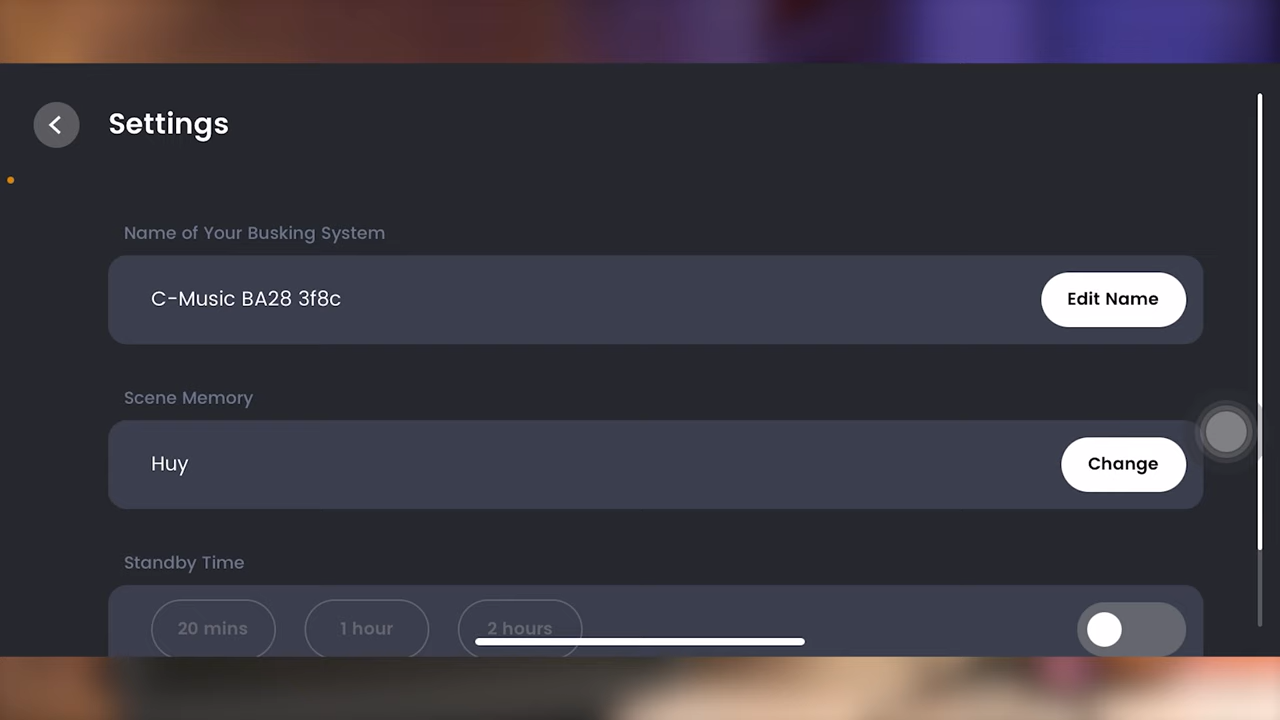 Settings
Name of Your Busking System
C-Music BA28 3f8c
Edit Name
Scene Memory
Huy
Change
Standby Time
20 mins
1 hour
2 hours